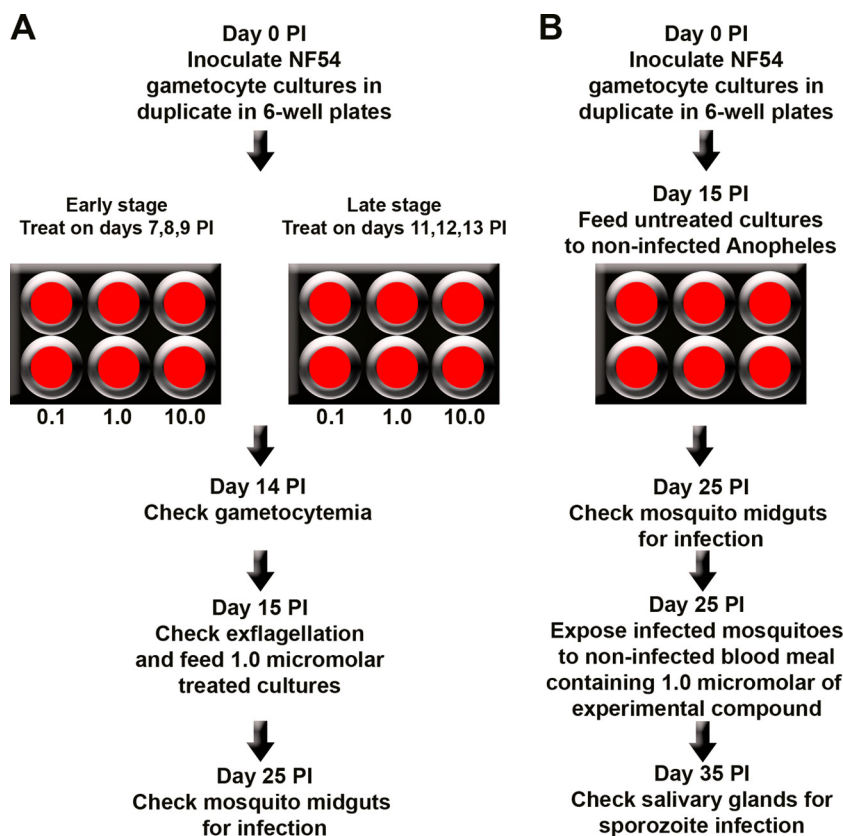 A
Day 0 PI
Inoculate NF54
gametocyte cultures in
duplicate in 6-well plates
Early stage
Treat on days 7,8,9 PI
Late stage
Treat on days 11,12,13 PI
0.1 1.0 10.0
0.1 1.0 10.0
Day 14 PI
Check gametocytemia
Day 15 PI
Check exflagellation
and feed 1.0 micromolar
treated cultures
Day 25 PI
Check mosquito midguts
for infection
B
Day 0 PI
Inoculate NF54
gametocyte cultures in
duplicate in 6-well plates
Day 15 PI
Feed untreated cultures
to non-infected Anopheles
Day 25 PI
Check mosquito midguts
for infection
Day 25 PI
Expose infected mosquitoes
to non-infected blood meal
containing 1.0 micromolar of
experimental compound
Day 35 PI
Check salivary glands for
sporozoite infection